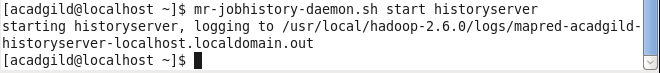 [acadgild@localhost ~]$ mr-jobhistory-daemon.sh start historyserver
starting historyserver, logging to /usr/local/hadoop-2.6.0/logs/mapred-acadgild-
historyserver-localhost.localdomain.out
[acadgild@localhost ~]$